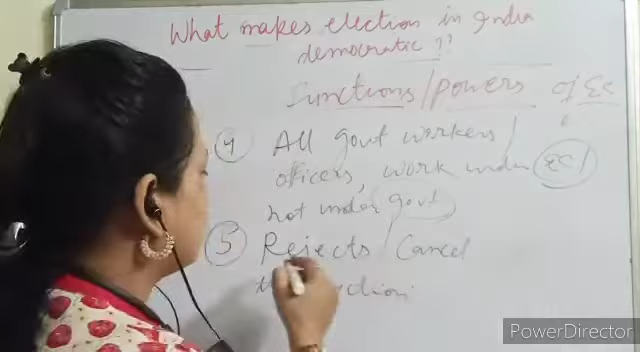 What makes election in India
democratic ??
Functions/powers of EC
4 All govt workers/
officers, work under EC/
not under govt
5 Rejects/Cancel
PowerDirector